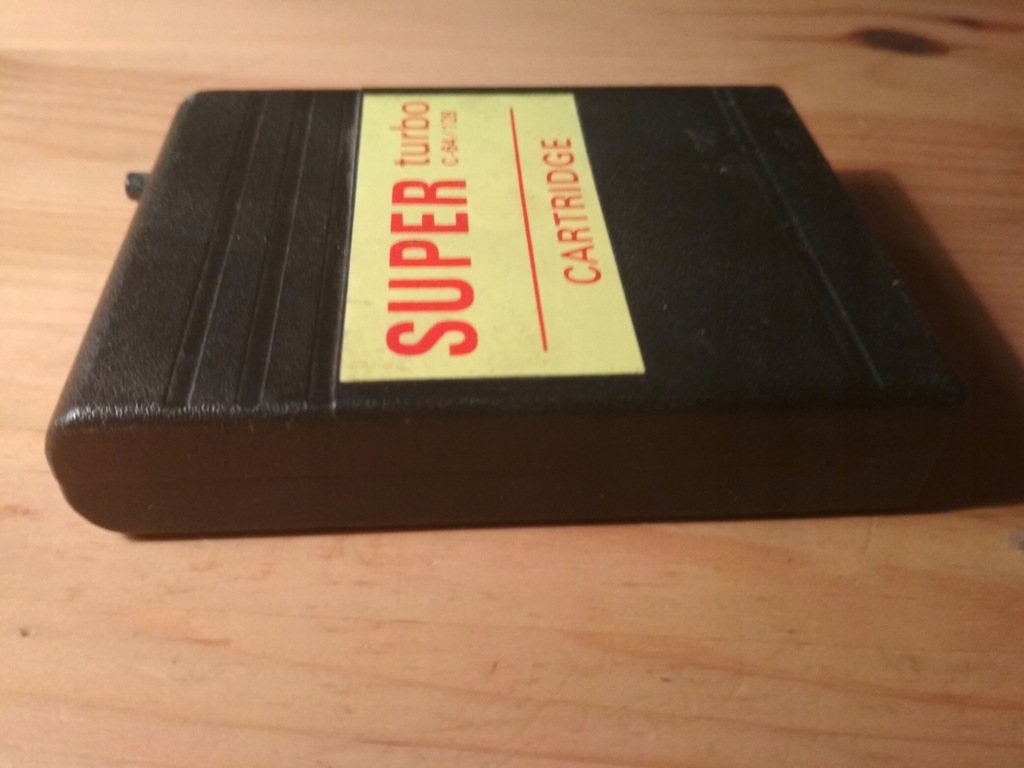 SUPER turbo
C-64/128
CARTRIDGE